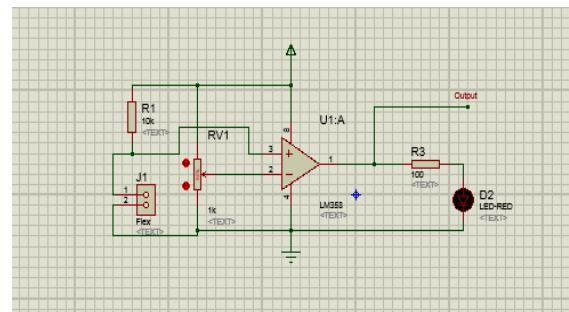 Output
R1
10k
<TEXT>
RV1
U1:A
8
3
2
1
4
R3
100
<TEXT>
J1
1
2
Flex
<TEXT>
1k
<TEXT>
LM358
<TEXT>
D2
LED-RED
<TEXT>